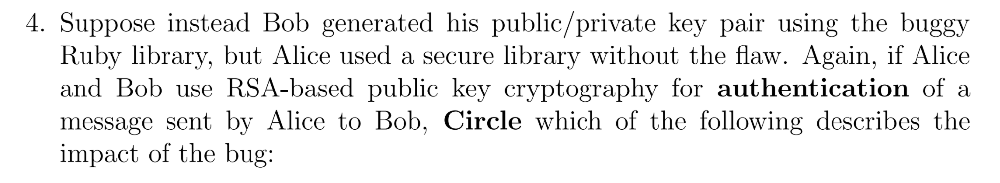 4. Suppose instead Bob generated his public/private key pair using the buggy
Ruby library, but Alice used a secure library without the flaw. Again, if Alice
and Bob use RSA-based public key cryptography for authentication of a
message sent by Alice to Bob, Circle which of the following describes the
impact of the bug: